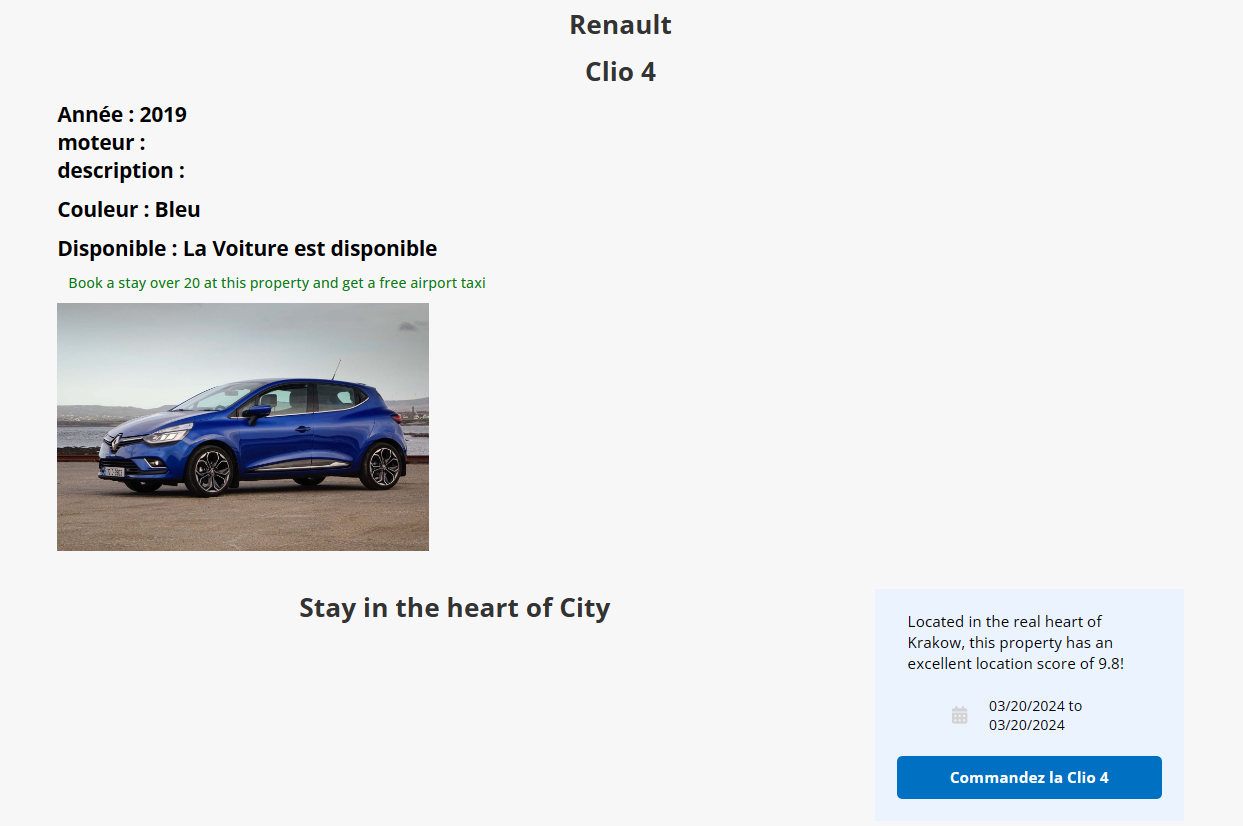 Renault
Clio 4
Année : 2019
moteur :
description :
Couleur : Bleu
Disponible : La Voiture est disponible
Book a stay over 20 at this property and get a free airport taxi
Stay in the heart of City
Located in the real heart of
Krakow, this property has an
excellent location score of 9.8!
03/20/2024 to
03/20/2024
Commandez la Clio 4